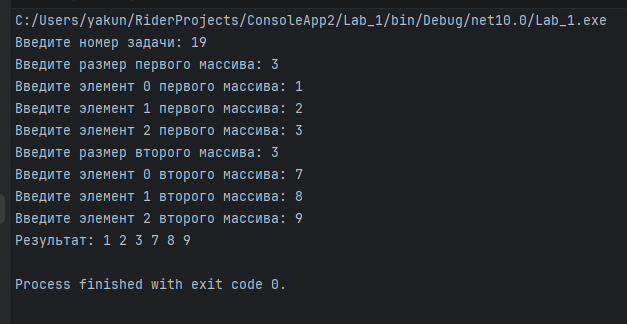 C:/Users/yakun/RiderProjects/ConsoleApp2/Lab_1/bin/Debug/net10.0/Lab_1.exe
Введите номер задачи: 19
Введите размер первого массива: 3
Введите элемент 0 первого массива: 1
Введите элемент 1 первого массива: 2
Введите элемент 2 первого массива: 3
Введите размер второго массива: 3
Введите элемент 0 второго массива: 7
Введите элемент 1 второго массива: 8
Введите элемент 2 второго массива: 9
Результат: 1 2 3 7 8 9
Process finished with exit code 0.